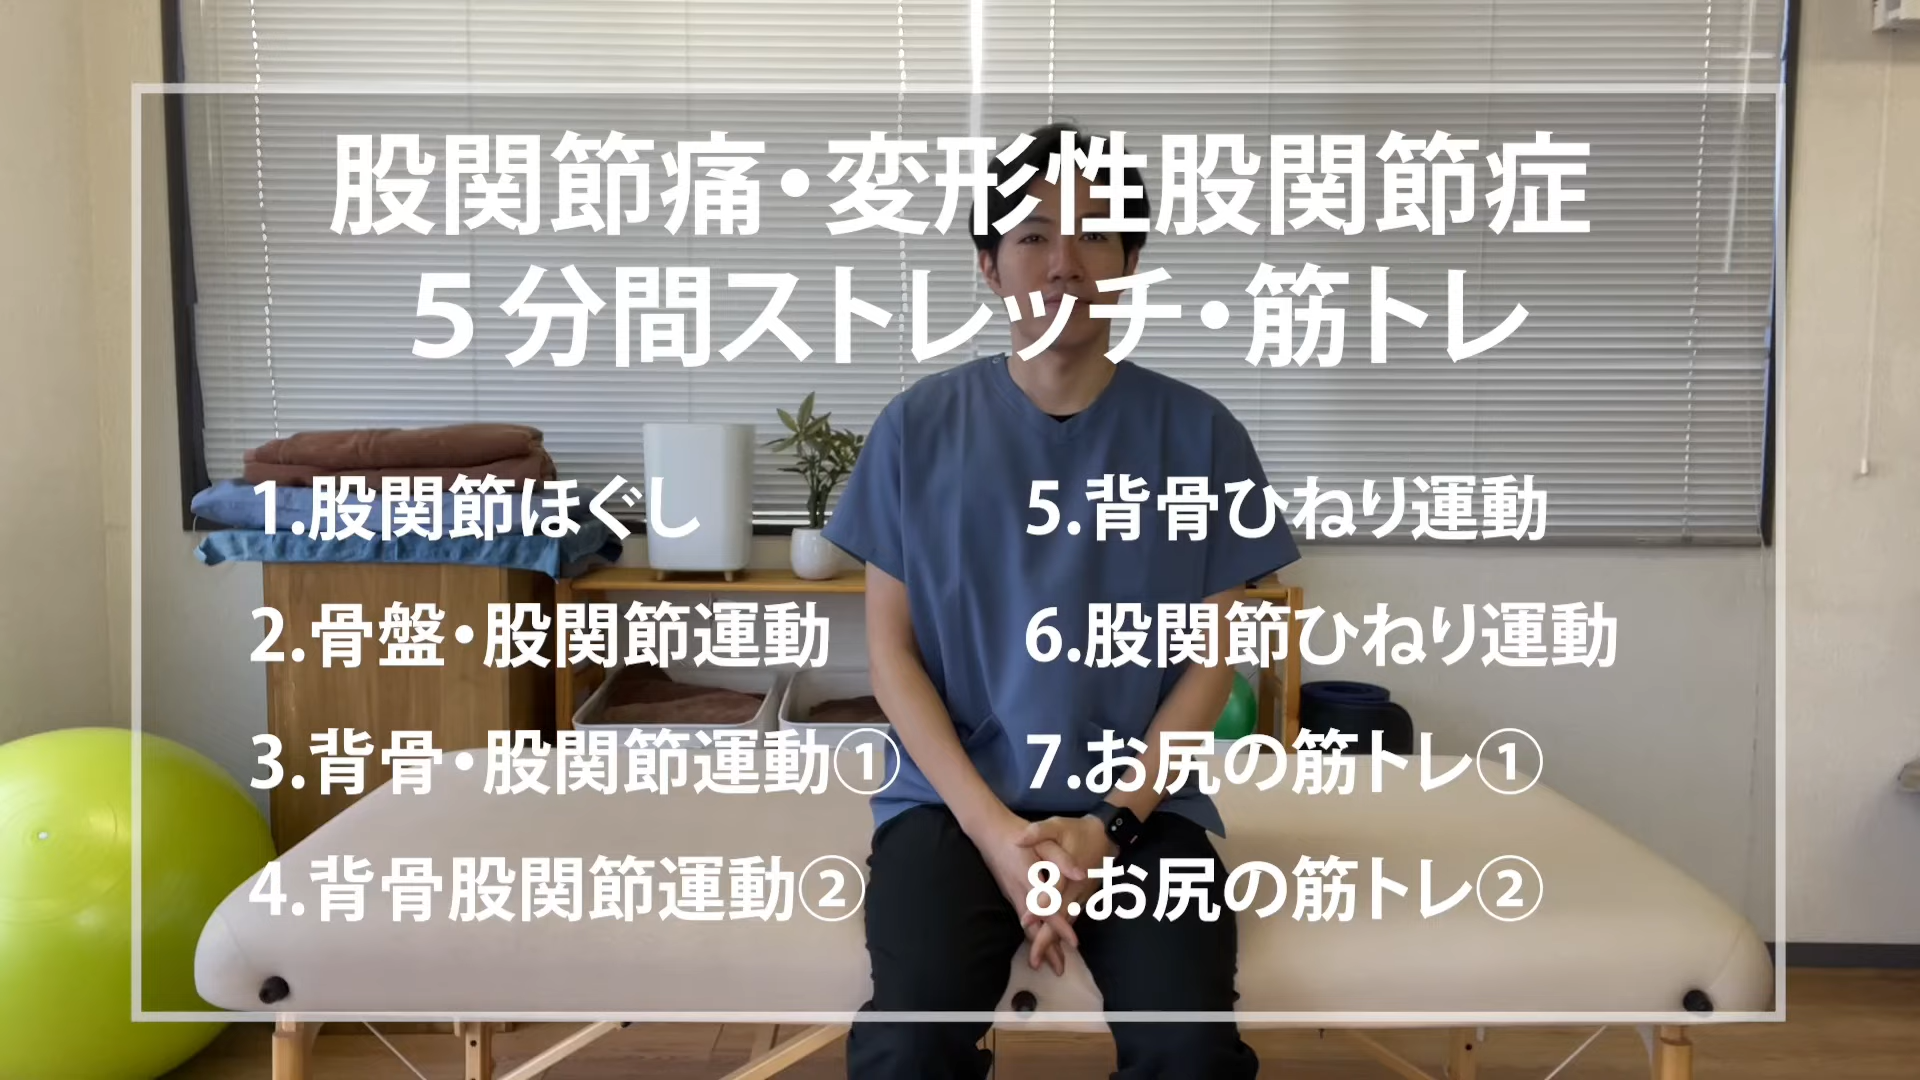 股関節痛・変形性股関節症
５分間ストレッチ・筋トレ
1.股関節ほぐし
2.骨盤・股関節運動
3.背骨・股関節運動①
4.背骨股関節運動②
5.背骨ひねり運動
6.股関節ひねり運動
7.お尻の筋トレ①
8.お尻の筋トレ②